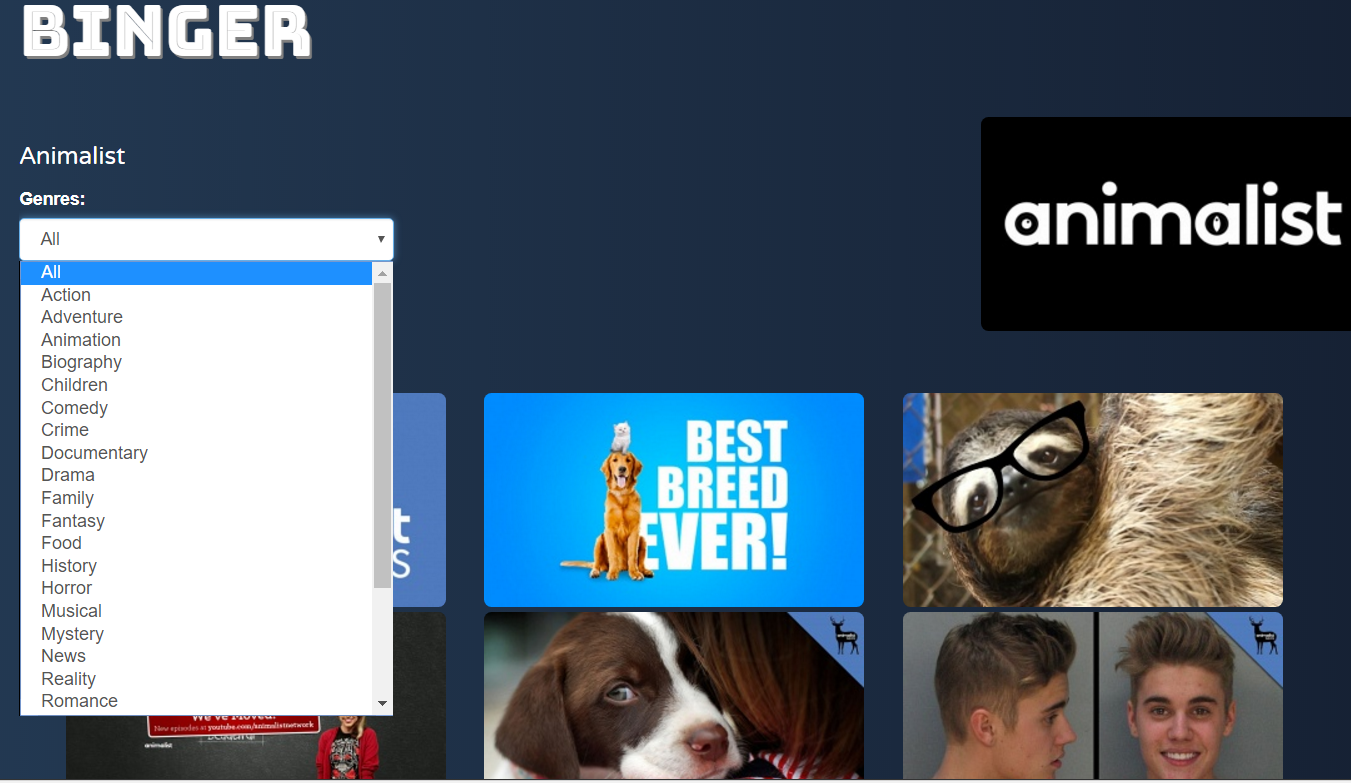 BINGER
Animalist
Genres:
All
All
Action
Adventure
Animation
Biography
Children
Comedy
Crime
Documentary
Drama
Family
Fantasy
Food
History
Horror
Musical
Mystery
News
Reality
Romance
animalist
BEST
BREED
EVER!
We've Moved!
New episodes at youtube.com/animalistnetwork
animalist